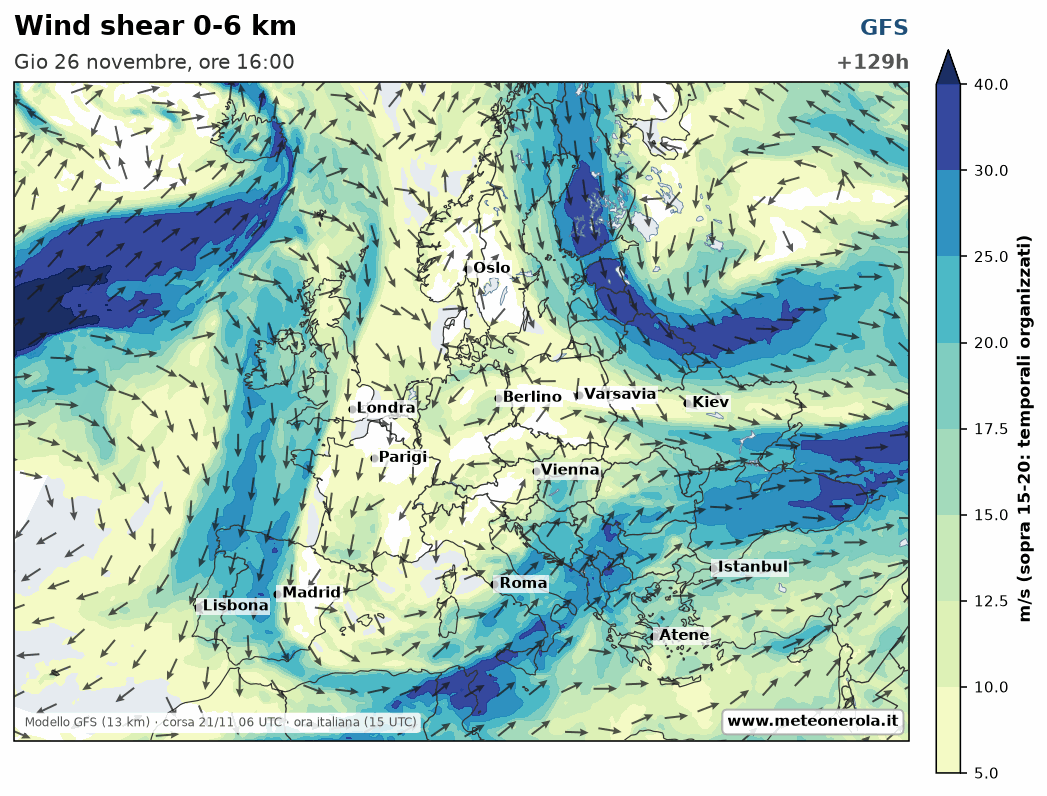 Wind shear 0-6 km
GFS
Gio 26 novembre, ore 16:00
+129h
40.0
30.0
25.0
20.0
17.5
15.0
12.5
10.0
5.0
m/s (sopra 15-20: temporali organizzati)
Oslo
Berlino
Varsavia
Kiev
Londra
Parigi
Vienna
Istanbul
Roma
Madrid
Lisbona
Atene
Modello GFS (13 km) · corsa 21/11 06 UTC · ora italiana (15 UTC)
www.meteonerola.it